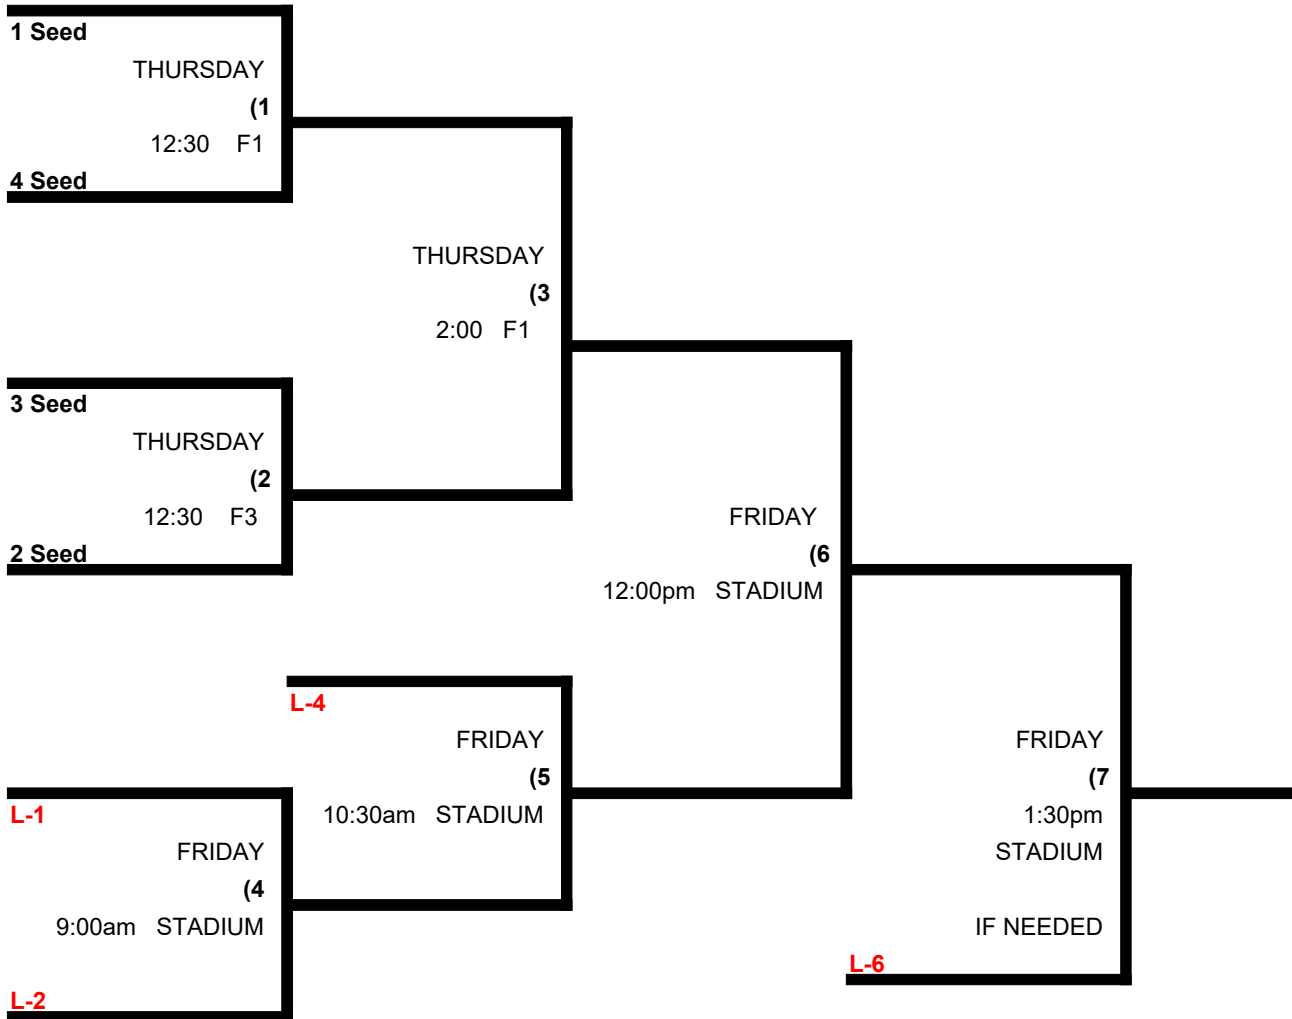 1 Seed
THURSDAY
(1
12:30 F1
4 Seed
THURSDAY
(3
2:00 F1
3 Seed
THURSDAY
(2
12:30 F3
2 Seed
FRIDAY
(6
12:00pm STADIUM
L-4
FRIDAY
(5
10:30am STADIUM
L-1
FRIDAY
(4
9:00am STADIUM
L-2
FRIDAY
(7
1:30pm
STADIUM
IF NEEDED
L-6